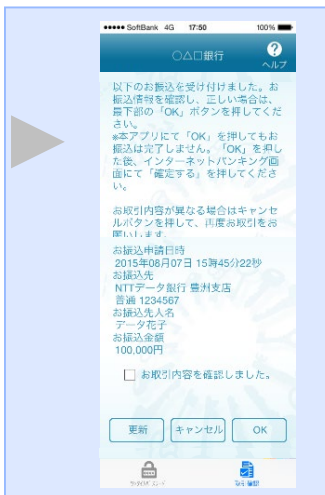 ●●●●● SoftBank 4G 17:50 100%
○△□銀行
?
ヘルプ
以下のお振込を受け付けました。お
振込情報を確認し、正しい場合は、
最下部の「OK」ボタンを押してくだ
さい。
※本アプリにて「OK」を押してもお
振込は完了しません。「OK」を押し
た後、インターネットバンキング画
面にて「確定する」を押してくださ
い。
お取引内容が異なる場合はキャンセ
ルボタンを押して、再度お取引をお
願いします。
お振込申請日時
2015年08月07日 15時45分22秒
お振込先
NTTデータ銀行 豊洲支店
普通 1234567
お振込先人名
データ花子
お振込金額
100,000円
お取引内容を確認しました。
更新 キャンセル OK
取引確認